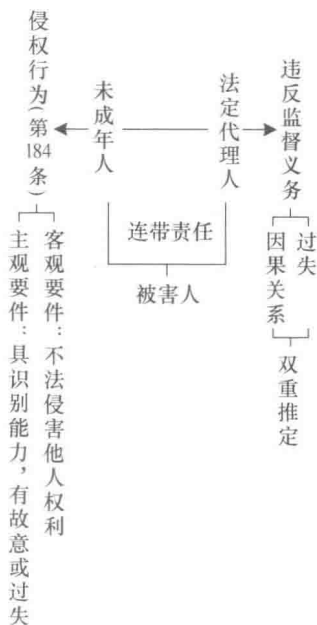 侵权行为(第184条)
未成年人
法定代理人
违反监督义务
连带责任
被害人
主观要件：具识别能力，有故意或过失
客观要件：不法侵害他人权利
因果关系
过失
双重推定